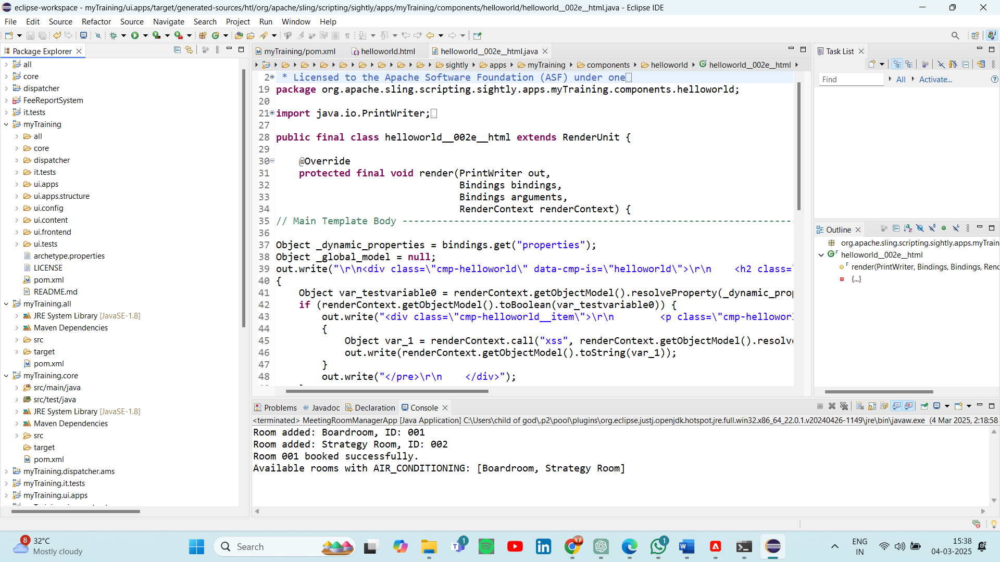 eclipse-workspace - myTraining/ui.apps/target/generated-sources/htl/org/apache/sling/scripting/sightly/apps/myTraining/components/helloworld/helloworld__002e__html.java - Eclipse IDE
File Edit Source Refactor Source Navigate Search Project Run Window Help
Package Explorer
all
core
dispatcher
FeeReportSystem
it.tests
myTraining
all
core
dispatcher
it.tests
ui.apps
ui.apps.structure
ui.config
ui.content
ui.frontend
ui.tests
archetype.properties
LICENSE
pom.xml
README.md
myTraining.all
JRE System Library [JavaSE-1.8]
Maven Dependencies
src
target
pom.xml
myTraining.core
src/main/java
src/test/java
JRE System Library [JavaSE-1.8]
Maven Dependencies
src
target
pom.xml
myTraining.dispatcher.ams
myTraining.it.tests
myTraining.ui.apps
myTraining/pom.xml helloworld.html helloworld__002e__html.java
sightly apps myTraining components helloworld helloworld__002e__html
2 * Licensed to the Apache Software Foundation (ASF) under one
19 package org.apache.sling.scripting.sightly.apps.myTraining.components.helloworld;
20
21 import java.io.PrintWriter;
27
28 public final class helloworld__002e__html extends RenderUnit {
29
30     @Override
31     protected final void render(PrintWriter out,
32                                 Bindings bindings,
33                                 Bindings arguments,
34                                 RenderContext renderContext) {
35 // Main Template Body ---------------------------------------------------------------------
36
37 Object _dynamic_properties = bindings.get("properties");
38 Object _global_model = null;
39 out.write("\r\n<div class=\"cmp-helloworld\" data-cmp-is=\"helloworld\">\r\n    <h2 class=
40 {
41     Object var_testvariable0 = renderContext.getObjectModel().resolveProperty(_dynamic_prop
42     if (renderContext.getObjectModel().toBoolean(var_testvariable0)) {
43         out.write("<div class=\"cmp-helloworld__item\">\r\n        <p class=\"cmp-hellowor
44         {
45             Object var_1 = renderContext.call("xss", renderContext.getObjectModel().resolve
46             out.write(renderContext.getObjectModel().toString(var_1));
47         }
48         out.write("</pre>\r\n    </div>");
Task List
Find All Activate...
Outline
org.apache.sling.scripting.sightly.apps.myTrain
helloworld__002e__html
render(PrintWriter, Bindings, Bindings, Ren
{...}
Problems Javadoc Declaration Console
<terminated> MeetingRoomManagerApp [Java Application] C:\Users\child of god\.p2\pool\plugins\org.eclipse.justj.openjdk.hotspot.jre.full.win32.x86_64_22.0.1.v20240426-1149\jre\bin\javaw.exe (4 Mar 2025, 2:18:58
Room added: Boardroom, ID: 001
Room added: Strategy Room, ID: 002
Room 001 booked successfully.
Available rooms with AIR_CONDITIONING: [Boardroom, Strategy Room]
8
32°C
Mostly cloudy
Search
1
1
ENG
IN
15:38
04-03-2025